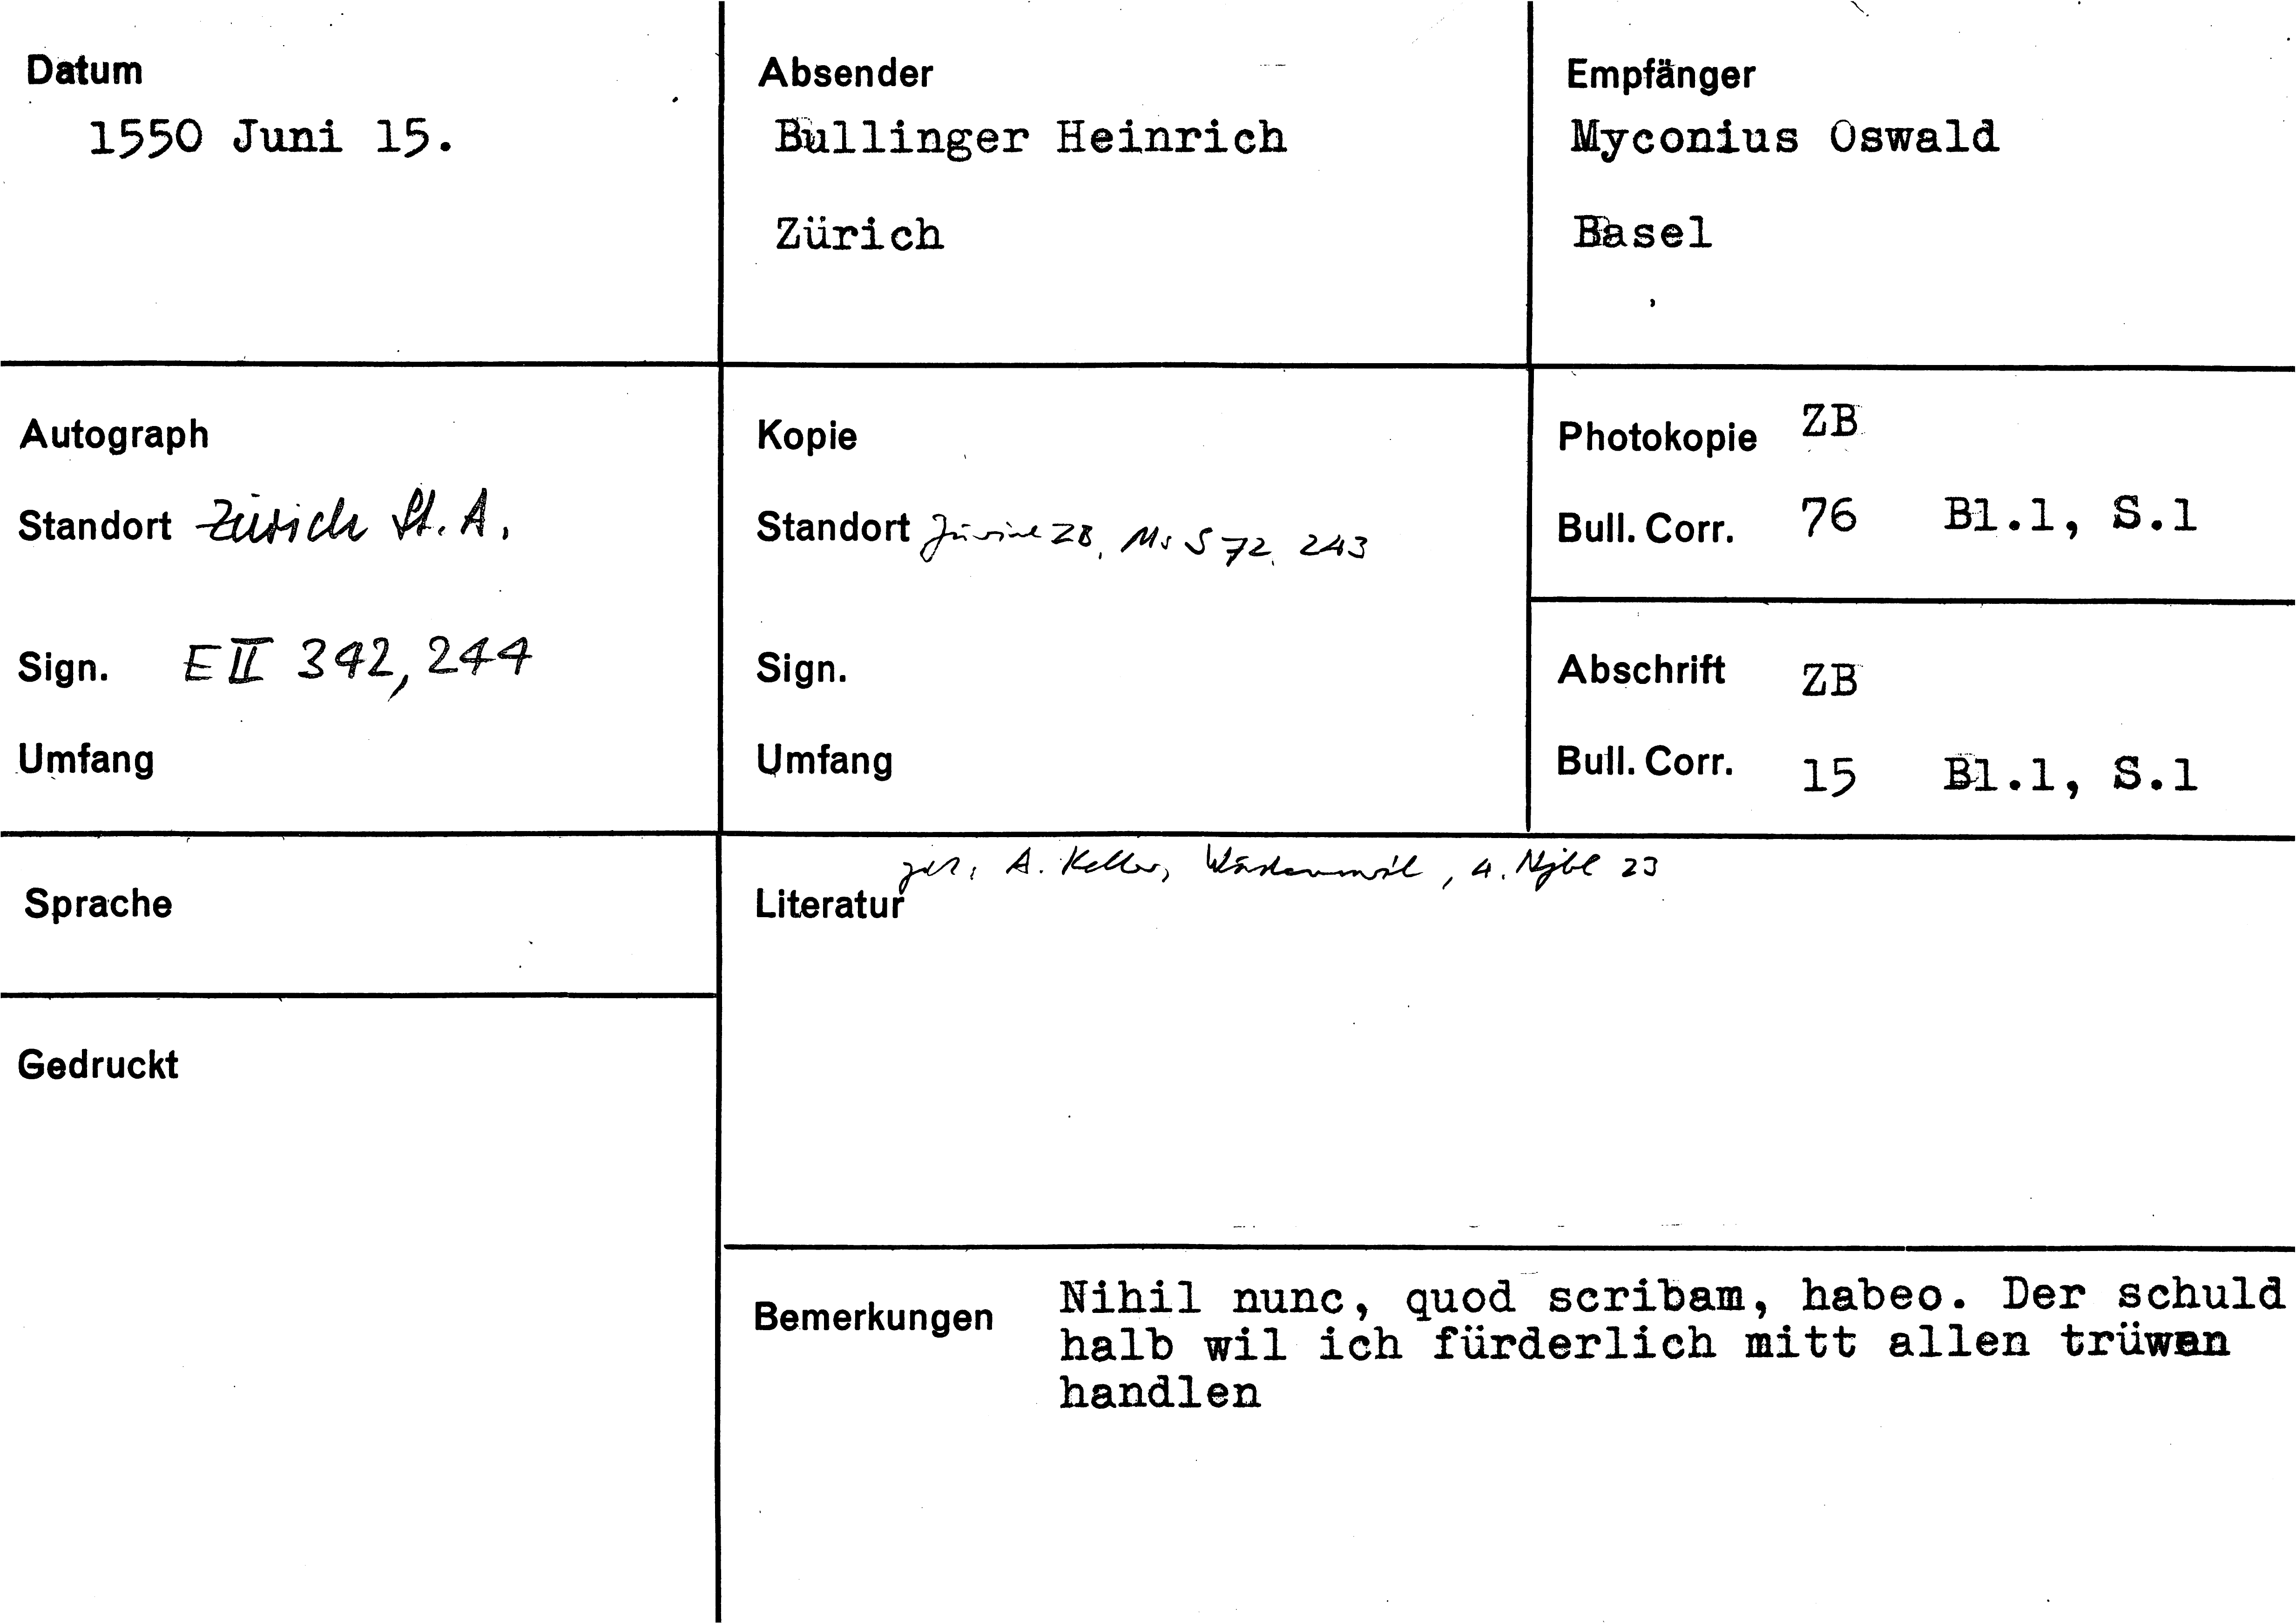 Datum
1550 Juni 15.
Absender
Bullinger Heinrich
Zürich
Empfänger
Myconius Oswald
Basel
Autograph
Standort Zürich St. A.
Sign. E II 342, 244
Umfang
Kopie
Standort Zürich ZB, Ms S 72, 243
Sign.
Umfang
Photokopie ZB
Bull. Corr. 76 Bl.1, S.1
Abschrift ZB
Bull. Corr. 15 Bl.1, S.1
Sprache
Gedruckt
A. Keller, 4. Njbl 23
Literatur
Bemerkungen Nihil nunc, quod scribam, habeo. Der schuld
halb wil ich fürderlich mitt allen trüwen
handlen